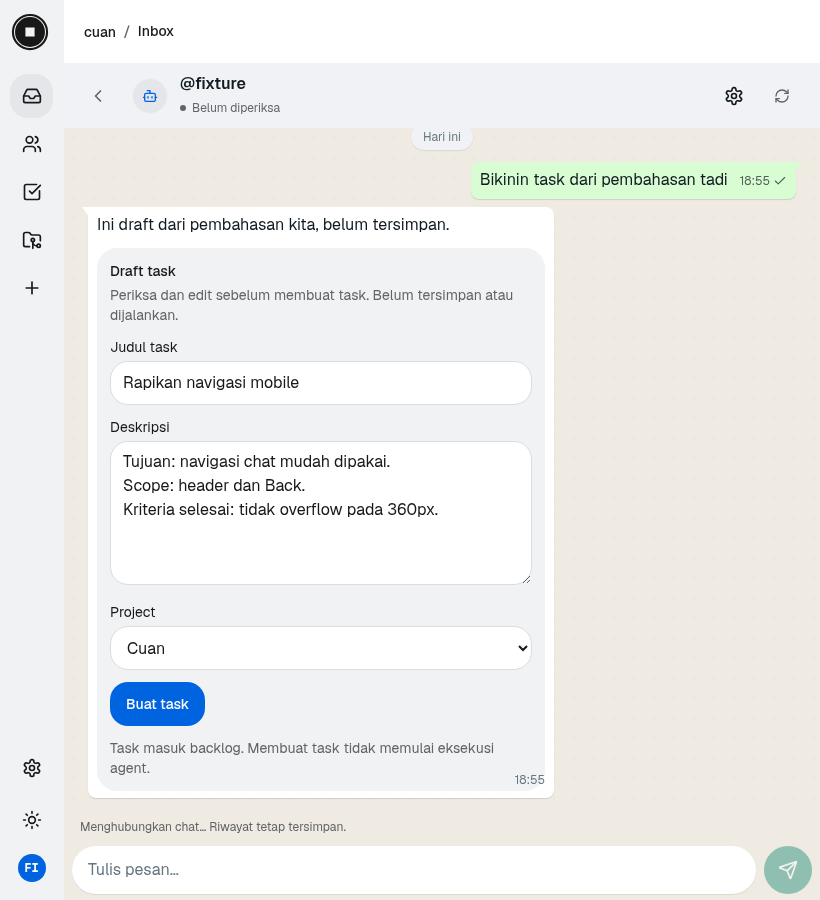 cuan / Inbox
@fixture
Belum diperiksa
Hari ini
Bikinin task dari pembahasan tadi 18:55
Ini draft dari pembahasan kita, belum tersimpan.
Draft task
Periksa dan edit sebelum membuat task. Belum tersimpan atau
dijalankan.
Judul task
Rapikan navigasi mobile
Deskripsi
Tujuan: navigasi chat mudah dipakai.
Scope: header dan Back.
Kriteria selesai: tidak overflow pada 360px.
Project
Cuan
Buat task
Task masuk backlog. Membuat task tidak memulai eksekusi
agent.
18:55
Menghubungkan chat… Riwayat tetap tersimpan.
FI
Tulis pesan…